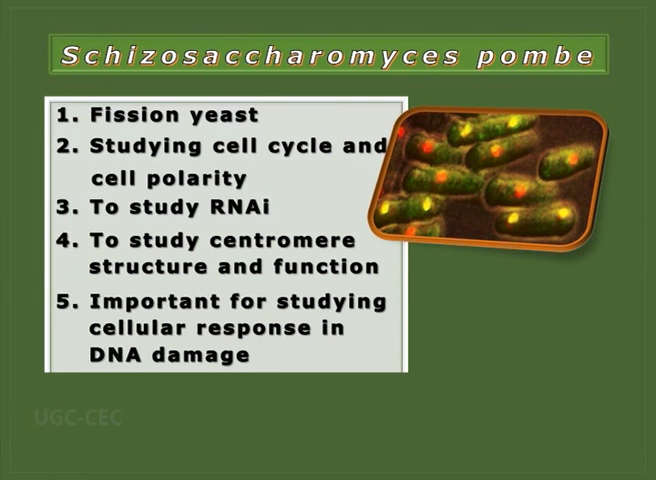 Schizosaccharomyces pombe
1. Fission yeast
2. Studying cell cycle and
cell polarity
3. To study RNAi
4. To study centromere
structure and function
5. Important for studying
cellular response in
DNA damage
UGC-CEC